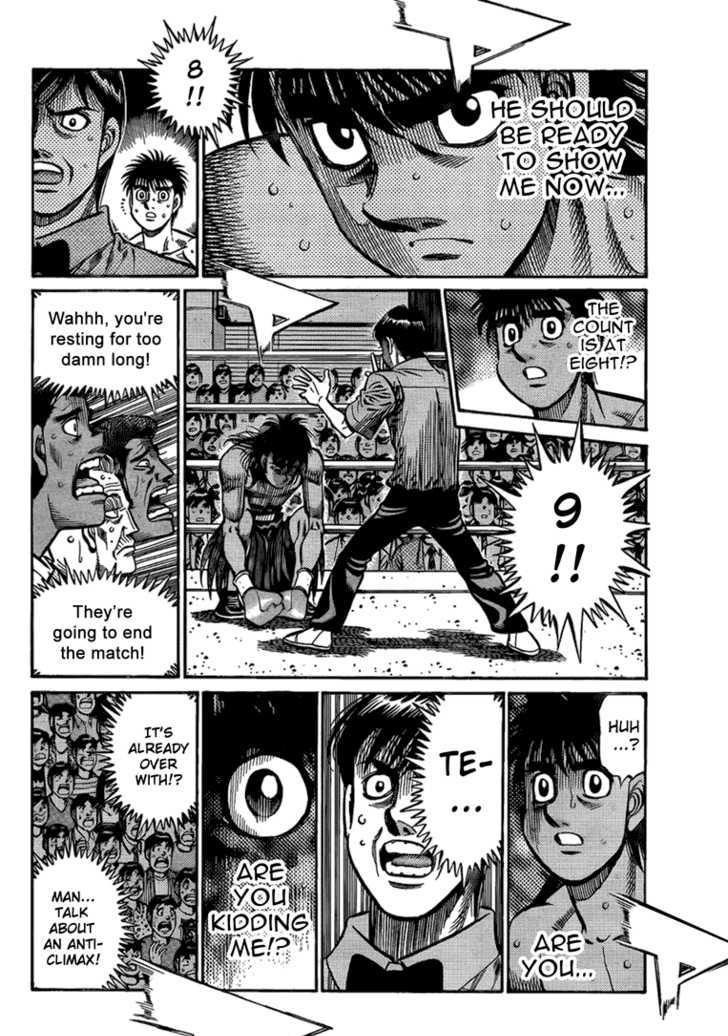 HE SHOULD
BE READY
TO SHOW
ME NOW...
8
!!
THE
COUNT
IS AT
EIGHT!?
9
!!
Wahhh, you're
resting for too
damn long!
They're
going to end
the match!
HUH
...?
ARE
YOU...
TE-
...
ARE
YOU
KIDDING
ME!?
IT'S
ALREADY
OVER
WITH!?
MAN...
TALK
ABOUT
AN ANTI-
CLIMAX!